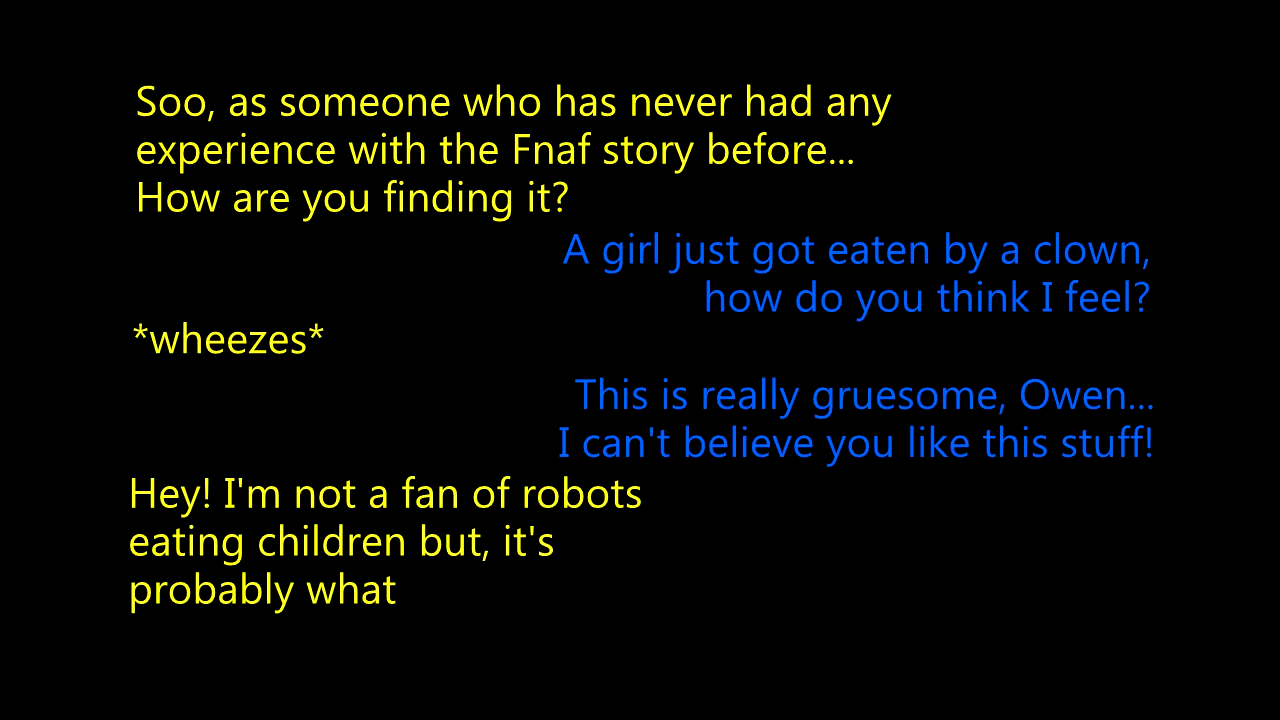 Soo, as someone who has never had any
experience with the Fnaf story before...
How are you finding it?
A girl just got eaten by a clown,
how do you think I feel?
*wheezes*
This is really gruesome, Owen...
I can't believe you like this stuff!
Hey! I'm not a fan of robots
eating children but, it's
probably what